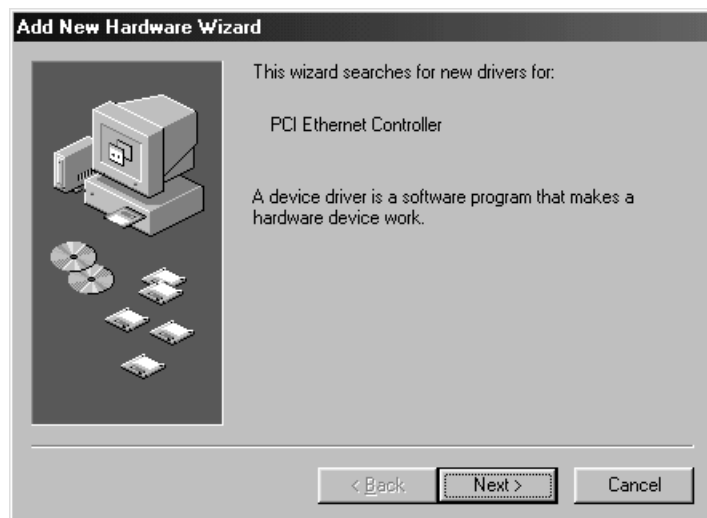 Add New Hardware Wizard
This wizard searches for new drivers for:
PCI Ethernet Controller
A device driver is a software program that makes a
hardware device work.
< Back
Next >
Cancel